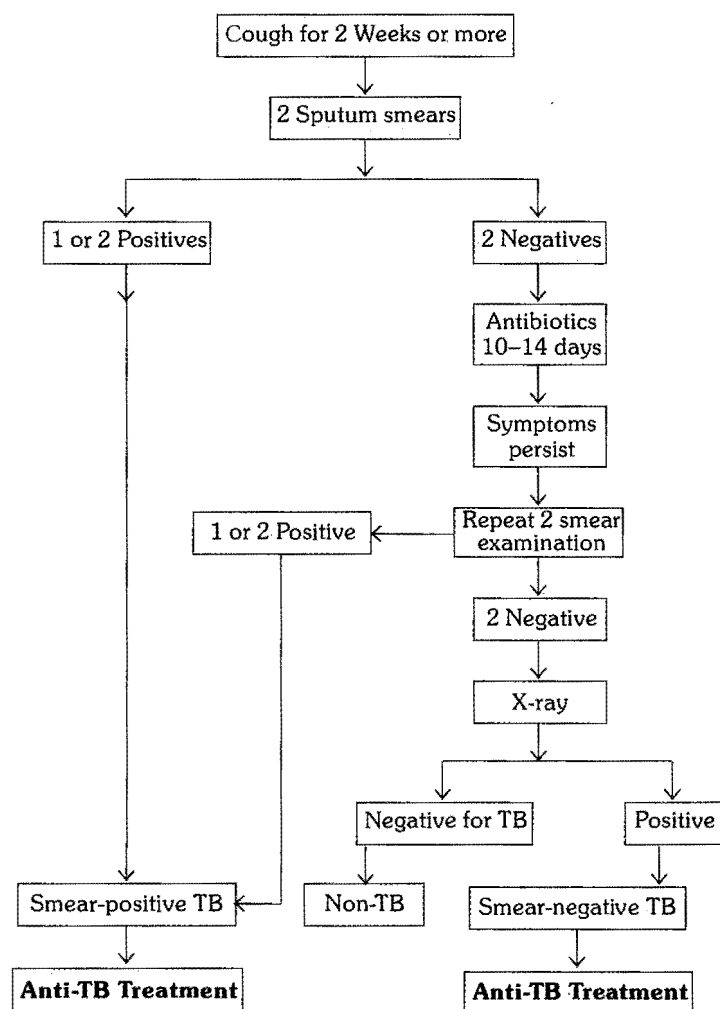 Cough for 2 Weeks or more
2 Sputum smears
1 or 2 Positives
2 Negatives
Antibiotics
10–14 days
Symptoms
persist
1 or 2 Positive
Repeat 2 smear
examination
2 Negative
X-ray
Negative for TB
Positive
Smear-positive TB
Non-TB
Smear-negative TB
Anti-TB Treatment
Anti-TB Treatment